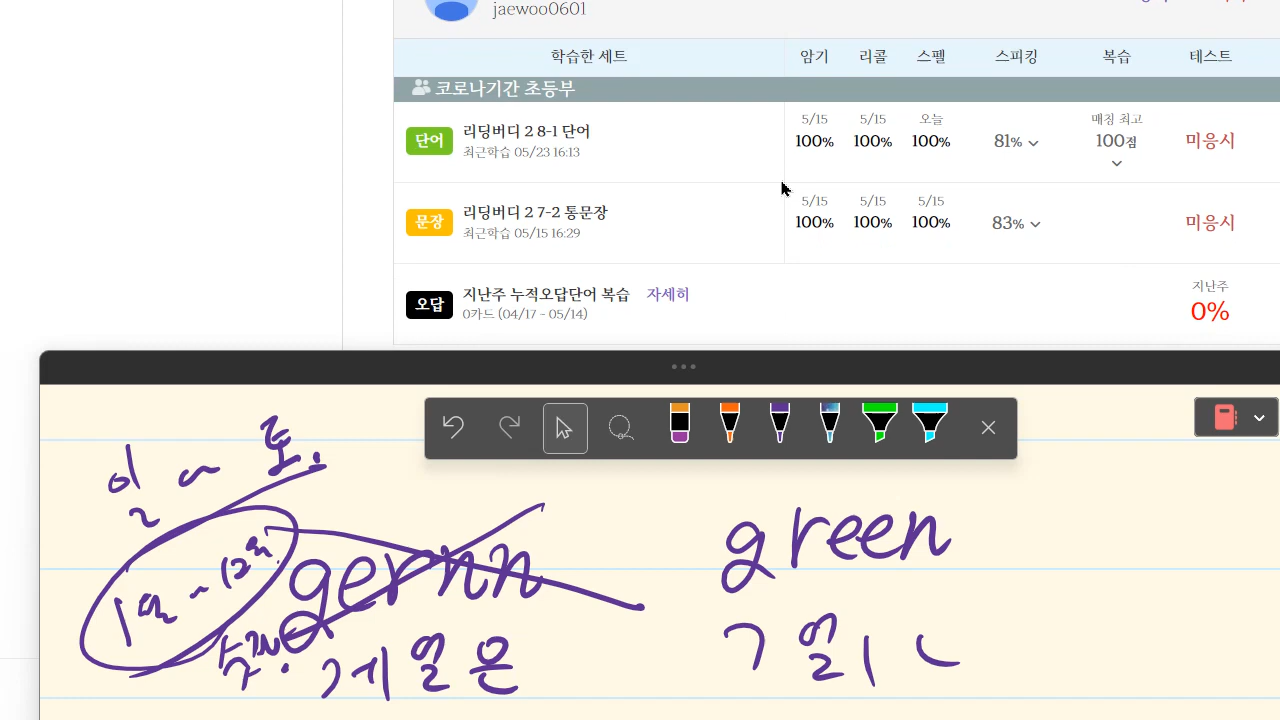 jaewoo0601
학습한 세트 암기 리콜 스펠 스피킹 복습 테스트
코로나기간 초등부
단어 리딩버디 2 8-1 단어
최근학습 05/23 16:13
5/15 5/15 오늘 매칭 최고
100% 100% 100% 81% 100점 미응시
문장 리딩버디 2 7-2 통문장
최근학습 05/15 16:29
5/15 5/15 5/15
100% 100% 100% 83% 미응시
오답 지난주 누적오답단어 복습 자세히
0카드 (04/17 - 05/14)
지난주
0%
일 ~ 토
green
1월 ~ 12월
gernn